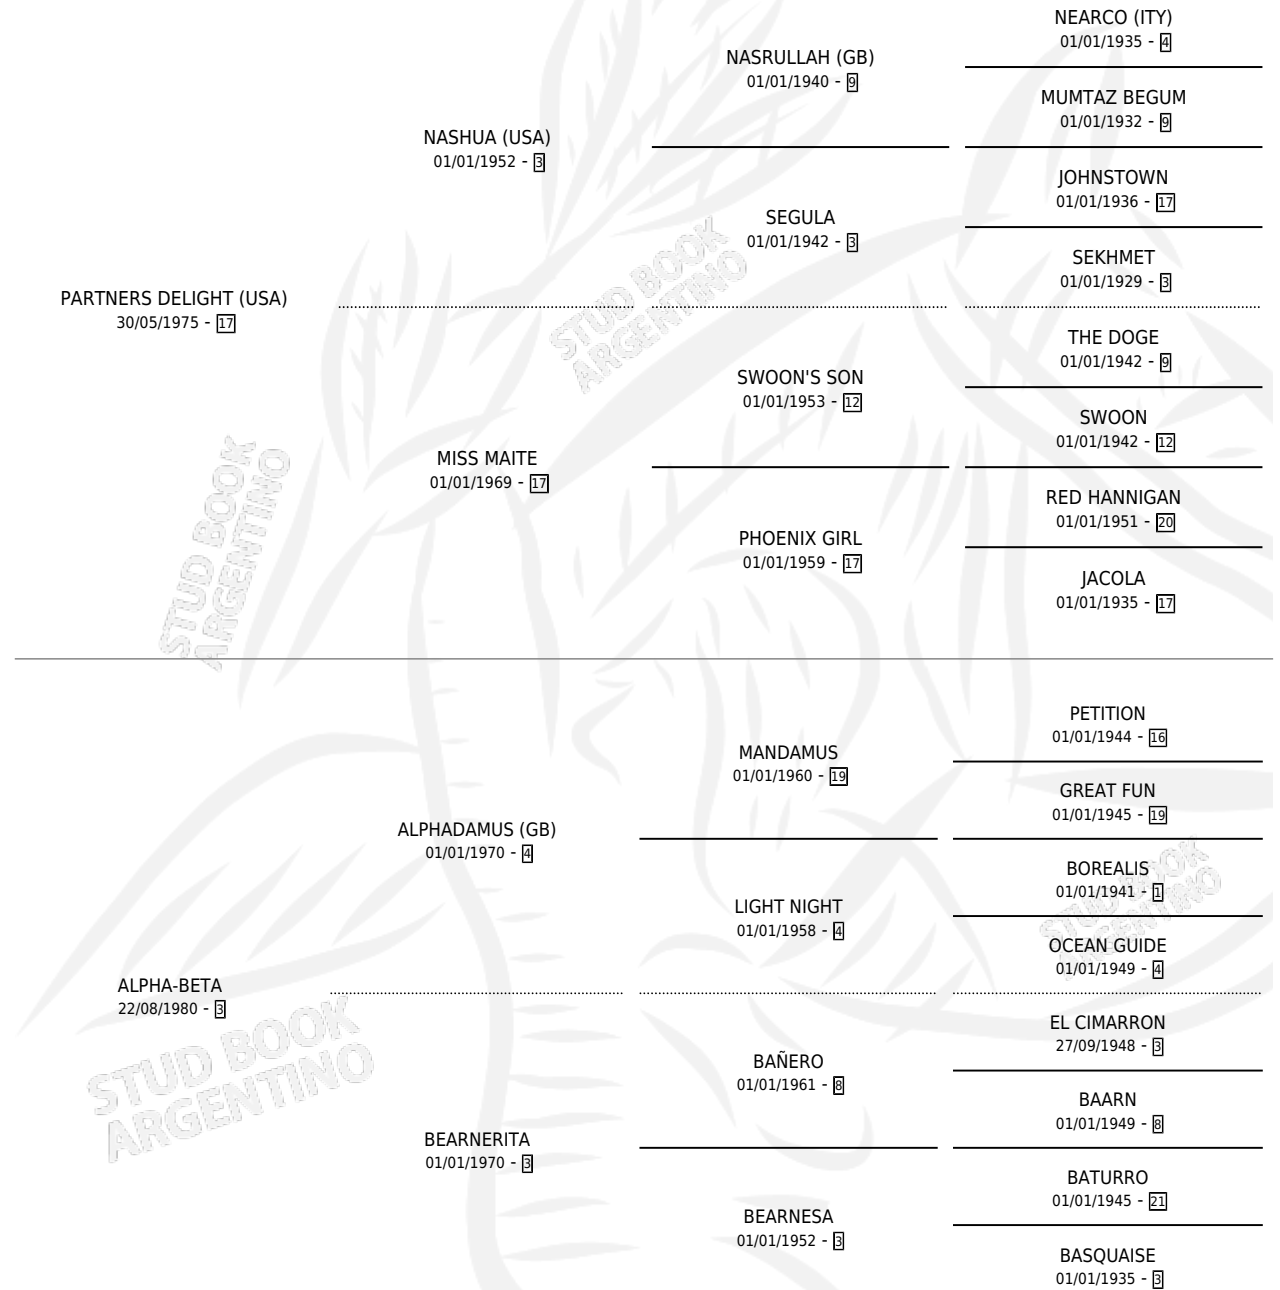 NEARCO (ITY)
01/01/1935 - 4
NASRULLAH (GB)
01/01/1940 - 9
MUMTAZ BEGUM
01/01/1932 - 9
NASHUA (USA)
01/01/1952 - 3
JOHNSTOWN
01/01/1936 - 17
SEGULA
01/01/1942 - 3
SEKHMET
01/01/1929 - 3
PARTNERS DELIGHT (USA)
30/05/1975 - 17
THE DOGE
01/01/1942 - 9
SWOON'S SON
01/01/1953 - 12
SWOON
01/01/1942 - 12
MISS MAITE
01/01/1969 - 17
RED HANNIGAN
01/01/1951 - 20
PHOENIX GIRL
01/01/1959 - 17
JACOLA
01/01/1935 - 17
PETITION
01/01/1944 - 16
MANDAMUS
01/01/1960 - 19
GREAT FUN
01/01/1945 - 19
ALPHADAMUS (GB)
01/01/1970 - 4
BOREALIS
01/01/1941 - 1
LIGHT NIGHT
01/01/1958 - 4
OCEAN GUIDE
01/01/1949 - 4
ALPHA-BETA
22/08/1980 - 3
EL CIMARRON
27/09/1948 - 3
BAÑERO
01/01/1961 - 8
BAARN
01/01/1949 - 8
BEARNERITA
01/01/1970 - 3
BATURRO
01/01/1945 - 21
BEARNESA
01/01/1952 - 3
BASQUAISE
01/01/1935 - 3
STUD BOOK
ARGENTINO
STUD BOOK
ARGENTINO
STUD BOOK
ARGENTINO
STUD BOOK
ARGENTINO